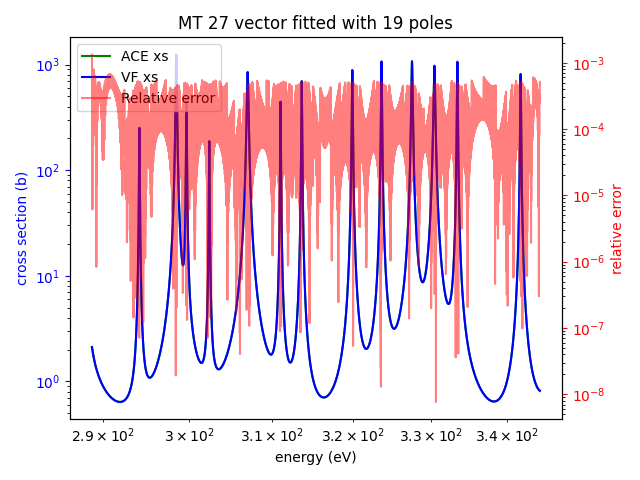 MT 27 vector fitted with 19 poles
ACE xs
VF xs
Relative error
10³
10²
10¹
10⁰
cross section (b)
10⁻³
10⁻⁴
10⁻⁵
10⁻⁶
10⁻⁷
10⁻⁸
relative error
2.9 × 10² 3 × 10² 3.1 × 10² 3.2 × 10² 3.3 × 10² 3.4 × 10²
energy (eV)